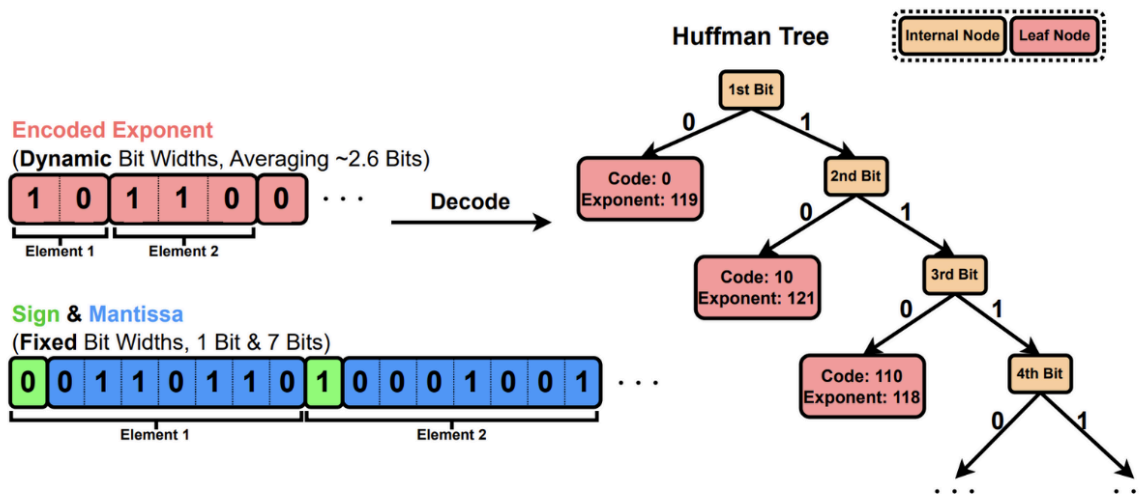 Huffman Tree
Internal Node
Leaf Node
1st Bit
0
1
Encoded Exponent
(Dynamic Bit Widths, Averaging ~2.6 Bits)
1 0 1 1 0 0 . . .
Element 1
Element 2
Decode
Code: 0
Exponent: 119
2nd Bit
0
1
Code: 10
Exponent: 121
3rd Bit
0
1
Sign & Mantissa
(Fixed Bit Widths, 1 Bit & 7 Bits)
0 0 1 1 0 1 1 0 1 0 0 0 1 0 0 1 . . .
Element 1
Element 2
Code: 110
Exponent: 118
4th Bit
0
1
. . .
. .